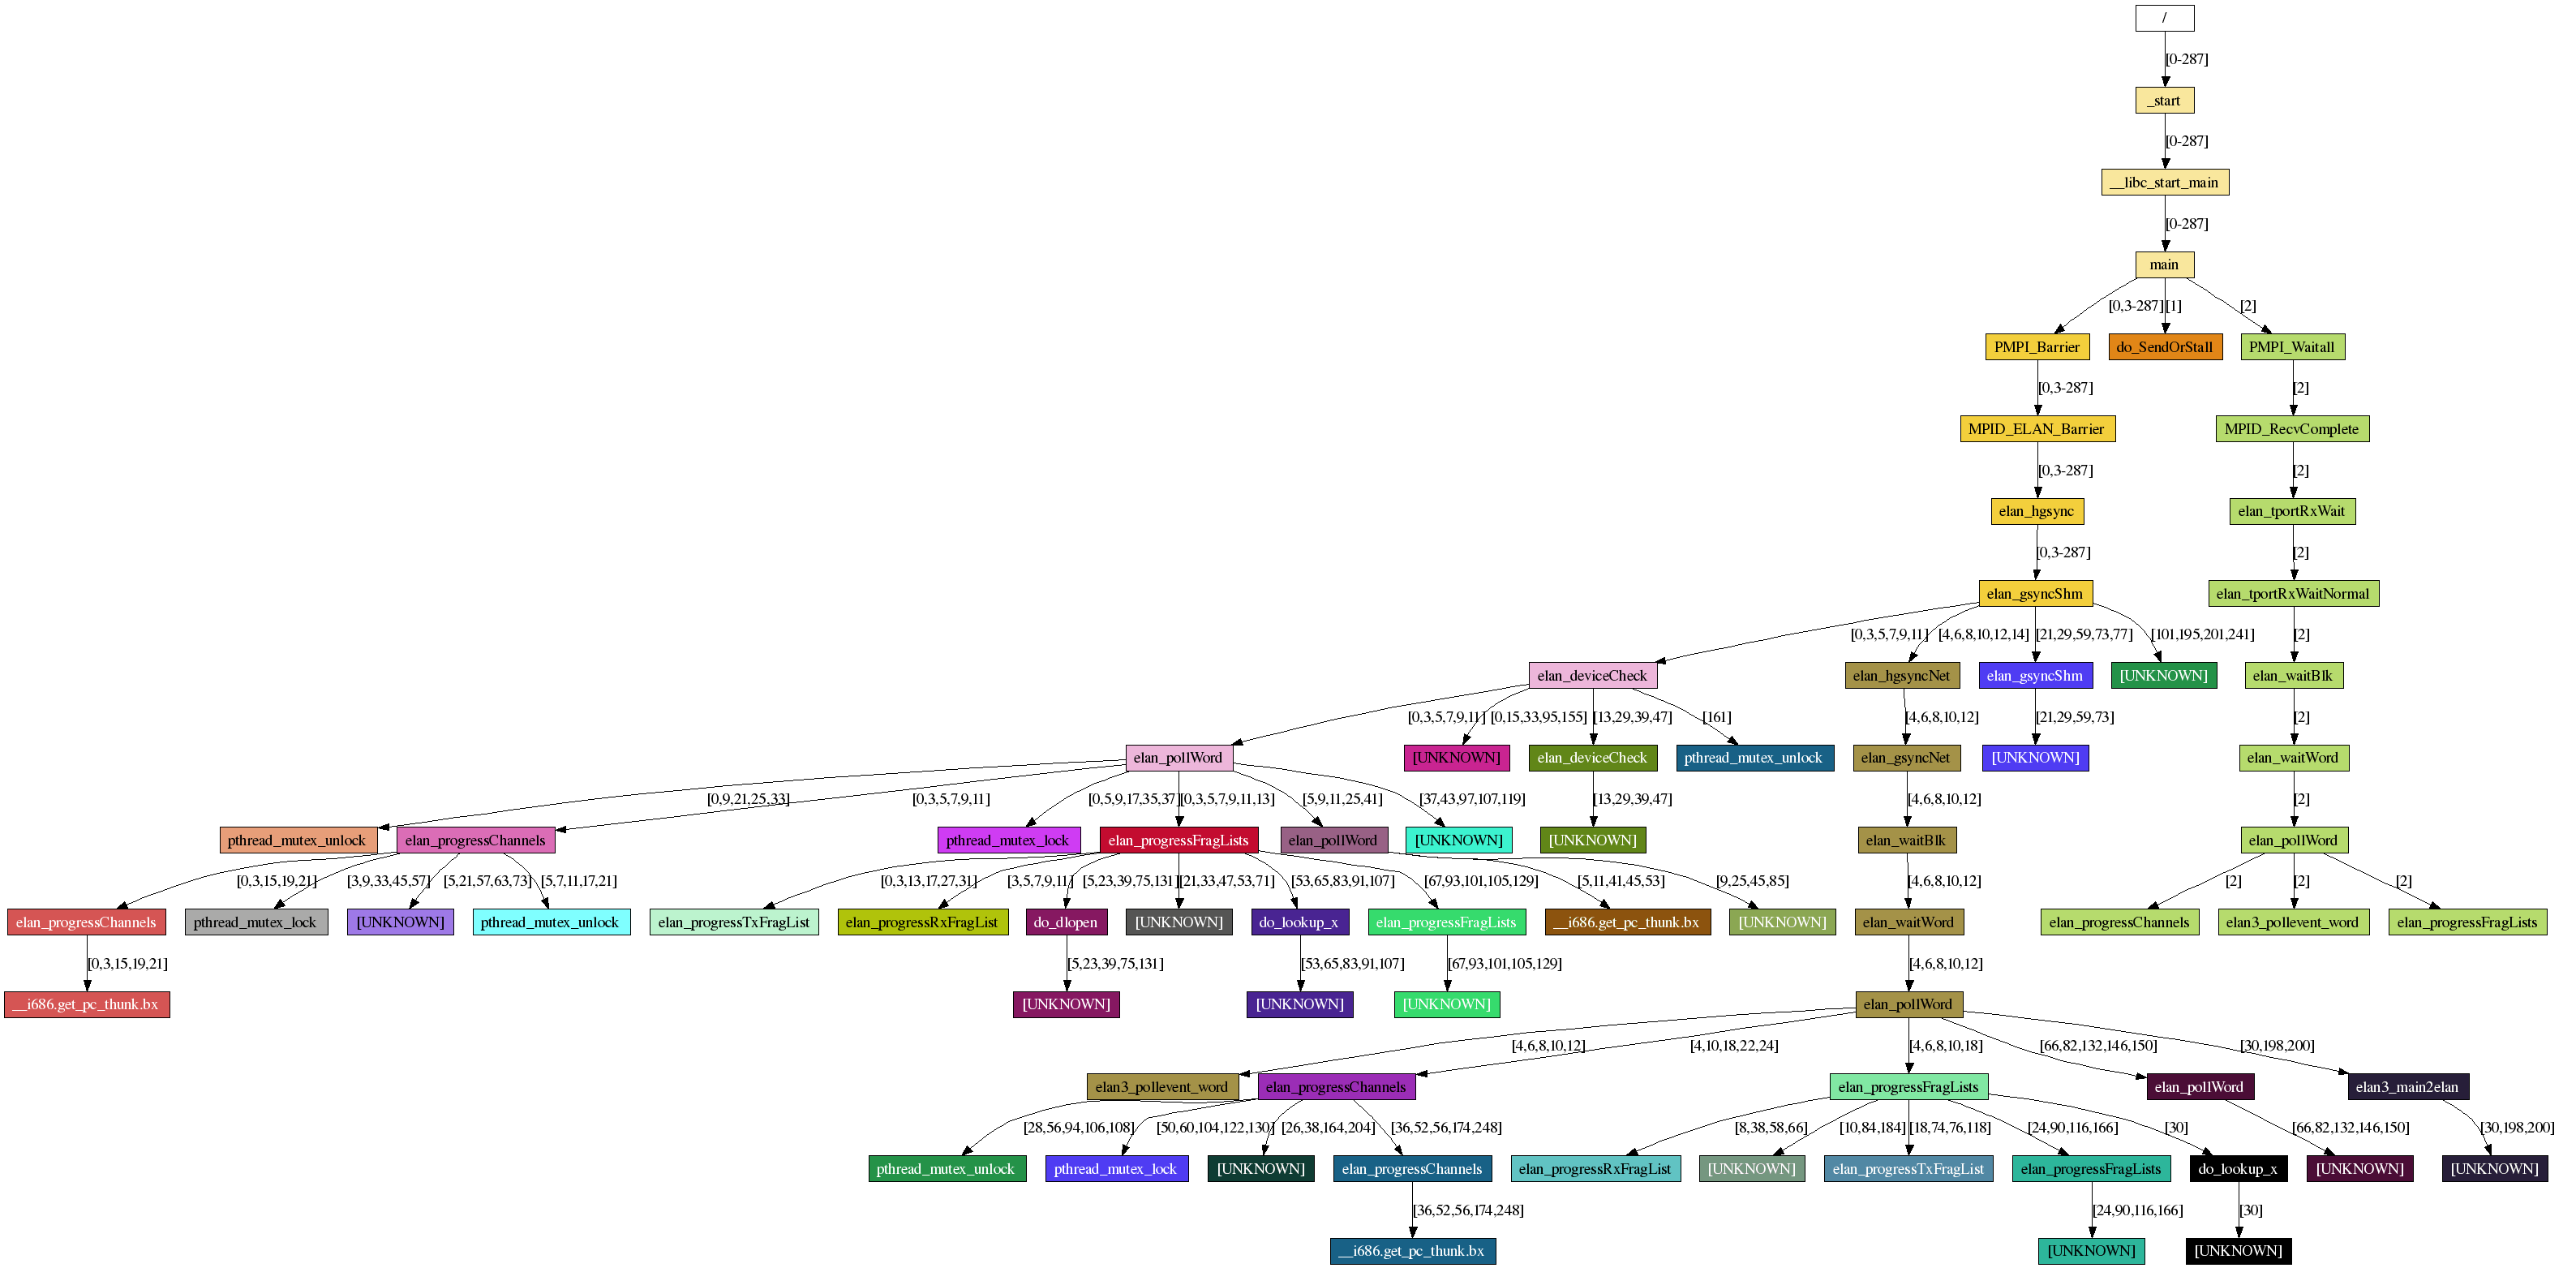 /
[0-287]
_start
[0-287]
__libc_start_main
[0-287]
main
[0,3-287] [1] [2]
PMPI_Barrier do_SendOrStall PMPI_Waitall
[0,3-287] [2]
MPID_ELAN_Barrier MPID_RecvComplete
[0,3-287] [2]
elan_hgsync elan_tportRxWait
[0,3-287] [2]
elan_gsyncShm elan_tportRxWaitNormal
[0,3,5,7,9,11] [4,6,8,10,12,14] [21,29,59,73,77] [101,195,201,241] [2]
elan_deviceCheck elan_hgsyncNet elan_gsyncShm [UNKNOWN] elan_waitBlk
[0,3,5,7,9,11] [0,15,33,95,155] [13,29,39,47] [161] [4,6,8,10,12] [21,29,59,73] [2]
elan_pollWord [UNKNOWN] elan_deviceCheck pthread_mutex_unlock elan_gsyncNet [UNKNOWN] elan_waitWord
[0,9,21,25,33] [0,3,5,7,9,11] [0,5,9,17,35,37] [0,3,5,7,9,11,13] [5,9,11,25,41] [37,43,97,107,119] [13,29,39,47] [4,6,8,10,12] [2]
pthread_mutex_unlock elan_progressChannels pthread_mutex_lock elan_progressFragLists elan_pollWord [UNKNOWN] [UNKNOWN] elan_waitBlk elan_pollWord
[0,3,15,19,21] [3,9,33,45,57] [5,21,57,63,73] [5,7,11,17,21] [0,3,13,17,27,31] [3,5,7,9,11] [5,23,39,75,131] [21,33,47,53,71] [53,65,83,91,107] [67,93,101,105,129] [5,11,41,45,53] [9,25,45,85] [4,6,8,10,12] [2] [2] [2]
elan_progressChannels pthread_mutex_lock [UNKNOWN] pthread_mutex_unlock elan_progressTxFragList elan_progressRxFragList do_dlopen [UNKNOWN] do_lookup_x elan_progressFragLists __i686.get_pc_thunk.bx [UNKNOWN] elan_waitWord elan_progressChannels elan3_pollevent_word elan_progressFragLists
[0,3,15,19,21] [5,23,39,75,131] [53,65,83,91,107] [67,93,101,105,129] [4,6,8,10,12]
__i686.get_pc_thunk.bx [UNKNOWN] [UNKNOWN] [UNKNOWN] elan_pollWord
[4,6,8,10,12] [4,10,18,22,24] [4,6,8,10,18] [66,82,132,146,150] [30,198,200]
elan3_pollevent_word elan_progressChannels elan_progressFragLists elan_pollWord elan3_main2elan
[28,56,94,106,108] [50,60,104,122,130] [26,38,164,204] [36,52,56,174,248] [8,38,58,66] [10,84,184] [18,74,76,118] [24,90,116,166] [30] [66,82,132,146,150] [30,198,200]
pthread_mutex_unlock pthread_mutex_lock [UNKNOWN] elan_progressChannels elan_progressRxFragList [UNKNOWN] elan_progressTxFragList elan_progressFragLists do_lookup_x [UNKNOWN] [UNKNOWN]
[36,52,56,174,248] [24,90,116,166] [30]
__i686.get_pc_thunk.bx [UNKNOWN] [UNKNOWN]